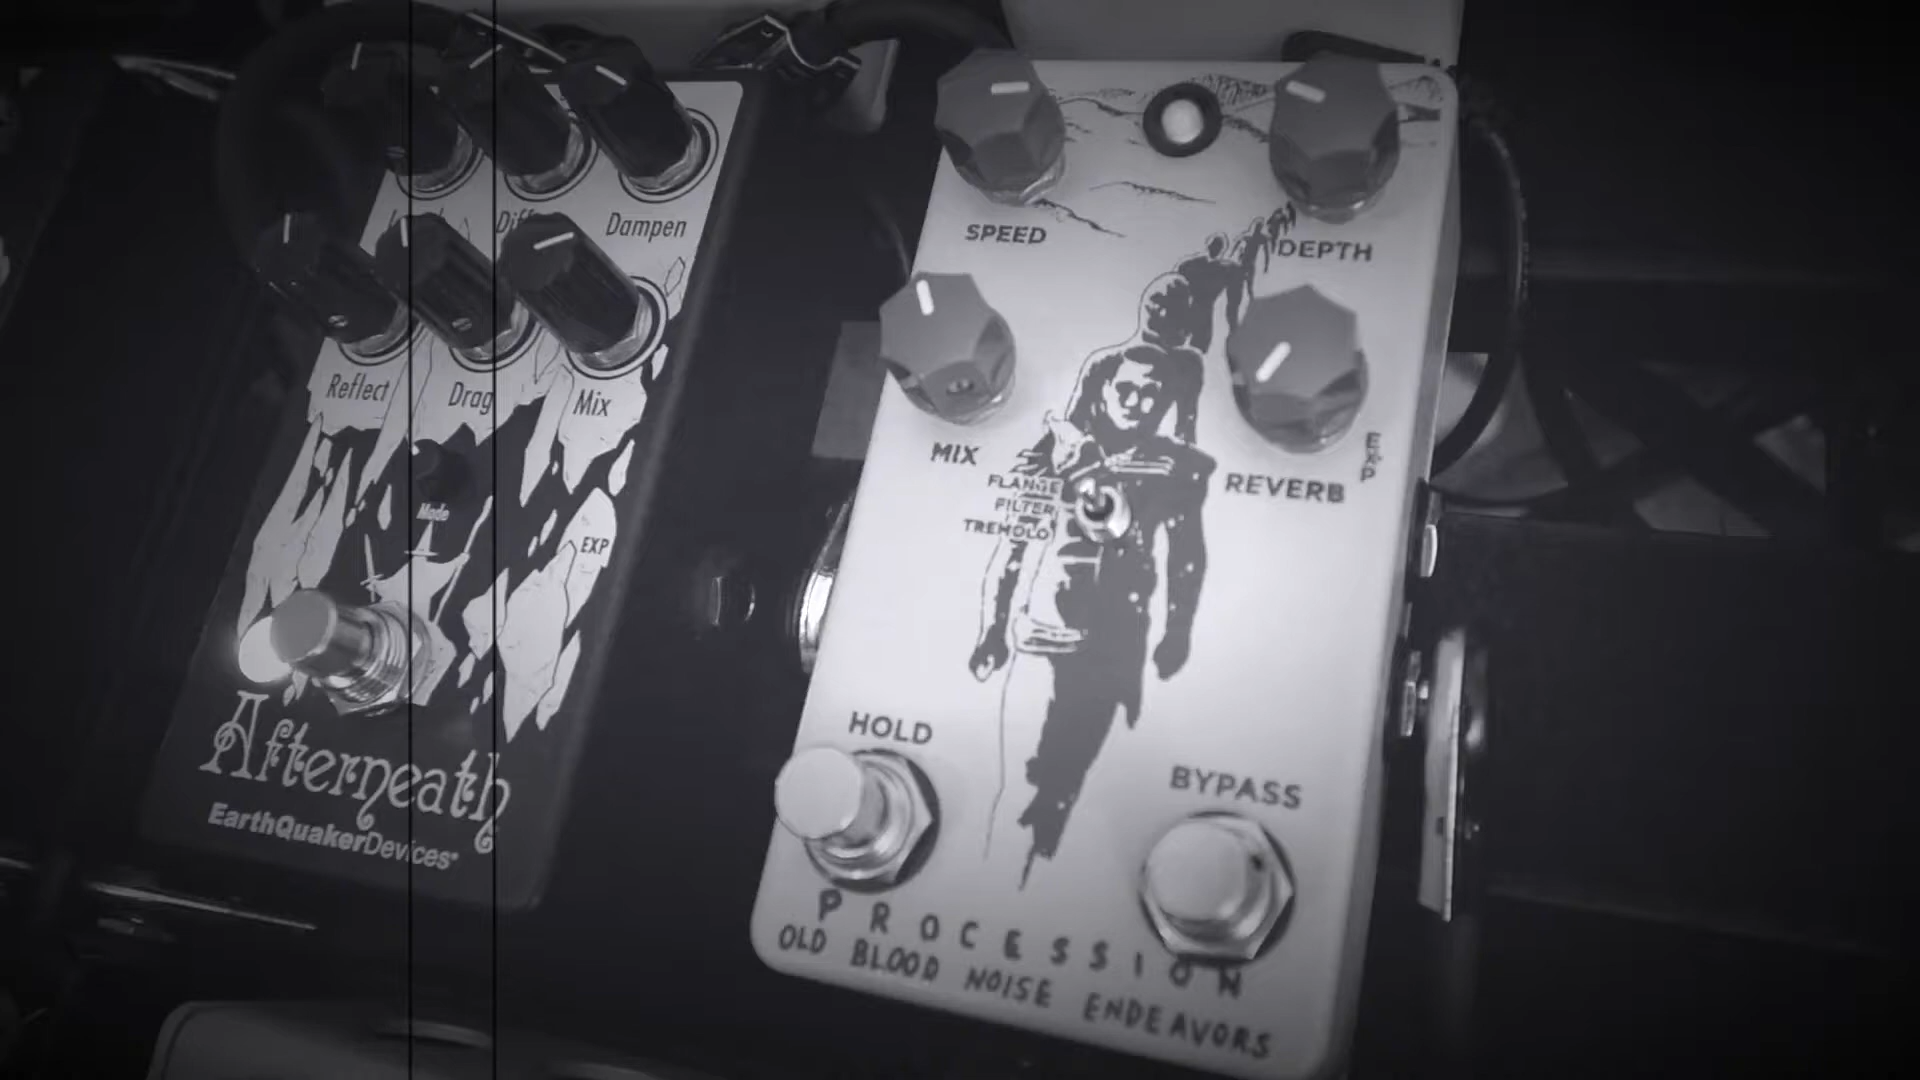 Dampen
Reflect Drag Mix
Mode
EXP
Afterneath
EarthQuakerDevices
SPEED
DEPTH
MIX
REVERB
EXP
FLANGE
FILTER
TREMOLO
HOLD
BYPASS
PROCESSION
OLD BLOOD NOISE ENDEAVORS